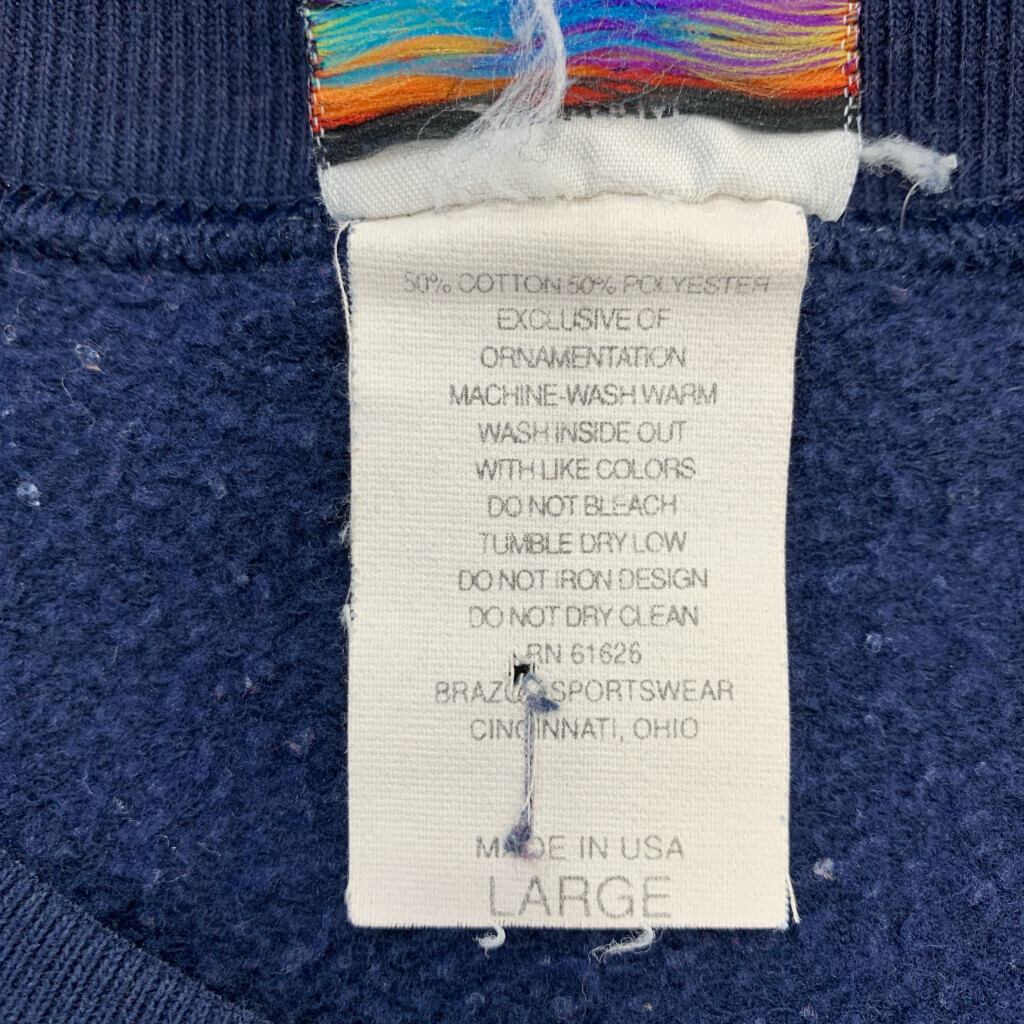 50% COTTON 50% POLYESTER
EXCLUSIVE OF
ORNAMENTATION
MACHINE-WASH WARM
WASH INSIDE OUT
WITH LIKE COLORS
DO NOT BLEACH
TUMBLE DRY LOW
DO NOT IRON DESIGN
DO NOT DRY CLEAN
RN 61626
SPORTSWEAR
CINCINNATI, OHIO
MADE IN USA
LARGE